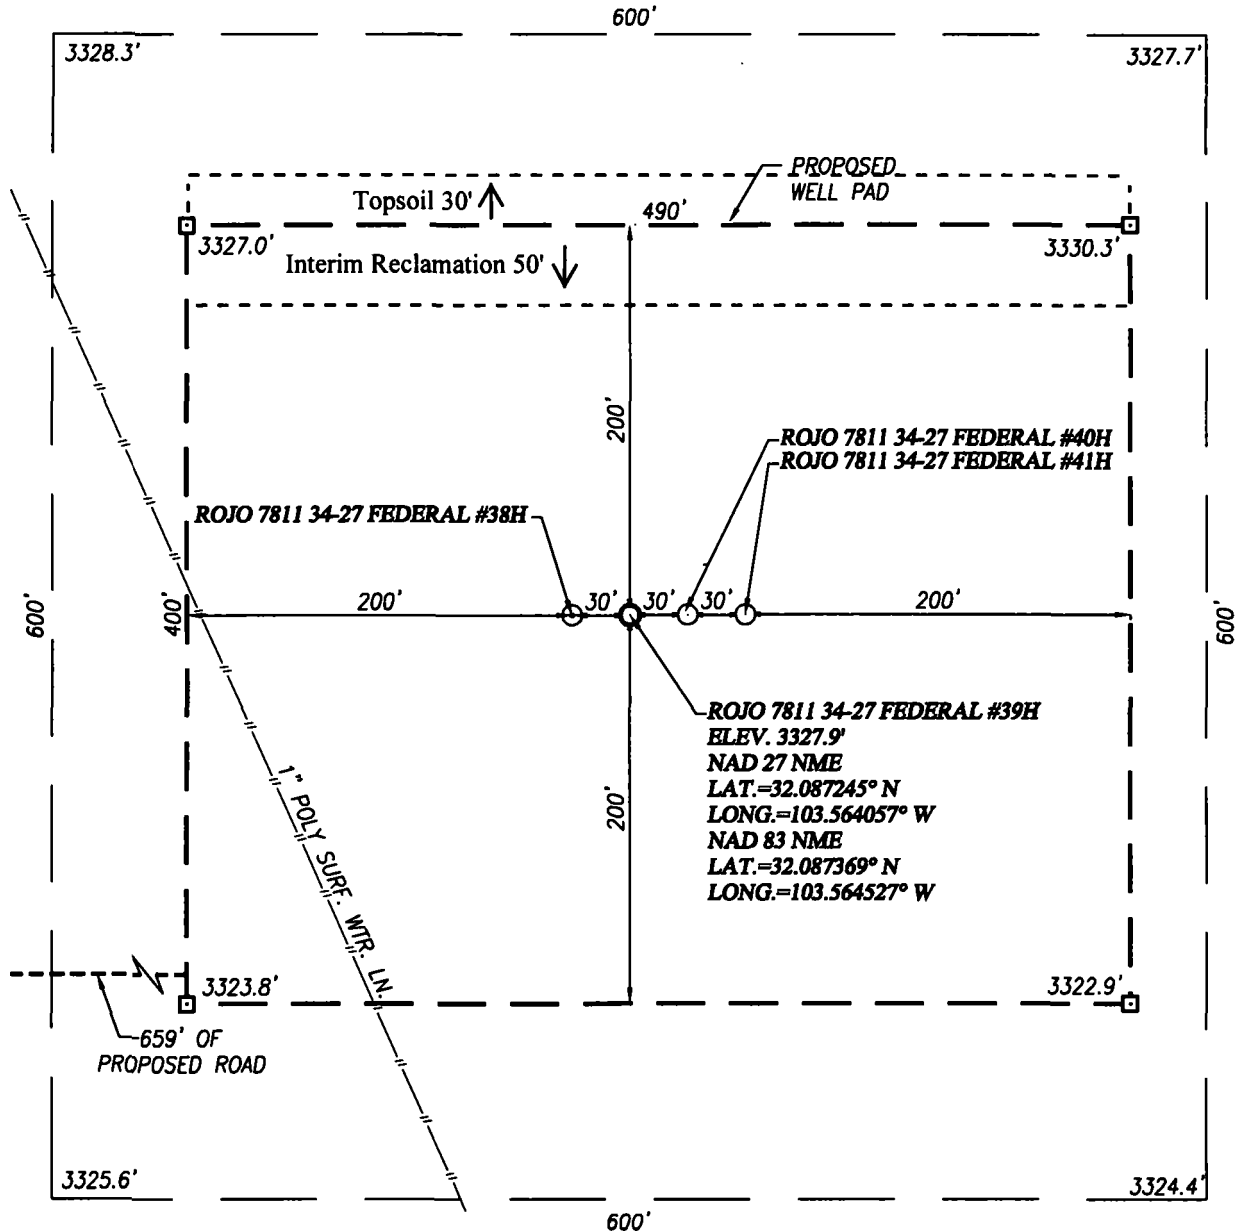 600'
3328.3'
3327.7'
PROPOSED
WELL PAD
Topsoil 30'
490'
3327.0'
3330.3'
Interim Reclamation 50'
200'
ROJO 7811 34-27 FEDERAL #40H
ROJO 7811 34-27 FEDERAL #41H
ROJO 7811 34-27 FEDERAL #38H
600'
400'
200'
30'
30'
30'
200'
600'
ROJO 7811 34-27 FEDERAL #39H
ELEV. 3327.9'
NAD 27 NME
LAT.=32.087245° N
LONG.=103.564057° W
NAD 83 NME
LAT.=32.087369° N
LONG.=103.564527° W
200'
1" POLY SURF. WTR. LN.
3323.8'
3322.9'
659' OF
PROPOSED ROAD
3325.6'
3324.4'
600'